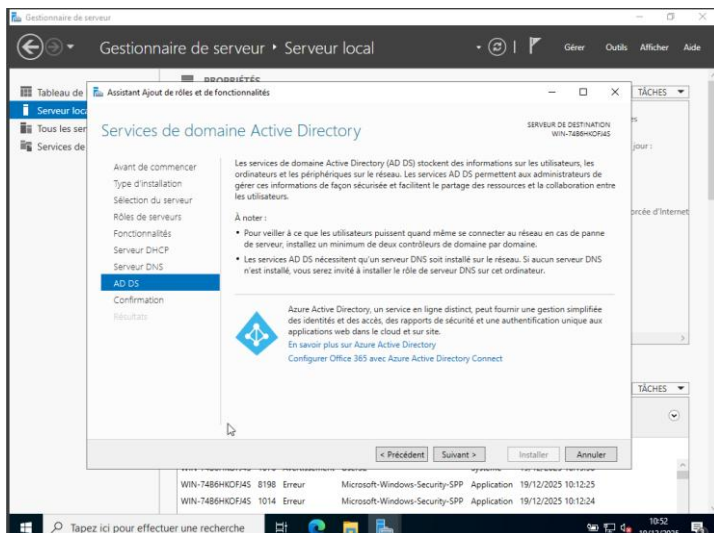 Gestionnaire de serveur
Gestionnaire de serveur • Serveur local
Gérer Outils Afficher Aide
PROPRIÉTÉS
TÂCHES
Tableau de
Serveur loca
Tous les ser
Services de
Assistant Ajout de rôles et de fonctionnalités
Services de domaine Active Directory
SERVEUR DE DESTINATION
WIN-74B6HKOFJ4S
Avant de commencer
Type d'installation
Sélection du serveur
Rôles de serveurs
Fonctionnalités
Serveur DHCP
Serveur DNS
AD DS
Confirmation
Résultats
Les services de domaine Active Directory (AD DS) stockent des informations sur les utilisateurs, les
ordinateurs et les périphériques sur le réseau. Les services AD DS permettent aux administrateurs de
gérer ces informations de façon sécurisée et facilitent le partage des ressources et la collaboration entre
les utilisateurs.
À noter :
• Pour veiller à ce que les utilisateurs puissent quand même se connecter au réseau en cas de panne
de serveur, installez un minimum de deux contrôleurs de domaine par domaine.
• Les services AD DS nécessitent qu'un serveur DNS soit installé sur le réseau. Si aucun serveur DNS
n'est installé, vous serez invité à installer le rôle de serveur DNS sur cet ordinateur.
Azure Active Directory, un service en ligne distinct, peut fournir une gestion simplifiée
des identités et des accès, des rapports de sécurité et une authentification unique aux
applications web dans le cloud et sur site.
En savoir plus sur Azure Active Directory
Configurer Office 365 avec Azure Active Directory Connect
es
jour :
orcée d'Internet
TÂCHES
< Précédent Suivant > Installer Annuler
WIN-74B6HKOFJ4S 8198 Erreur Microsoft-Windows-Security-SPP Application 19/12/2025 10:12:25
WIN-74B6HKOFJ4S 1014 Erreur Microsoft-Windows-Security-SPP Application 19/12/2025 10:12:24
Tapez ici pour effectuer une recherche
10:52